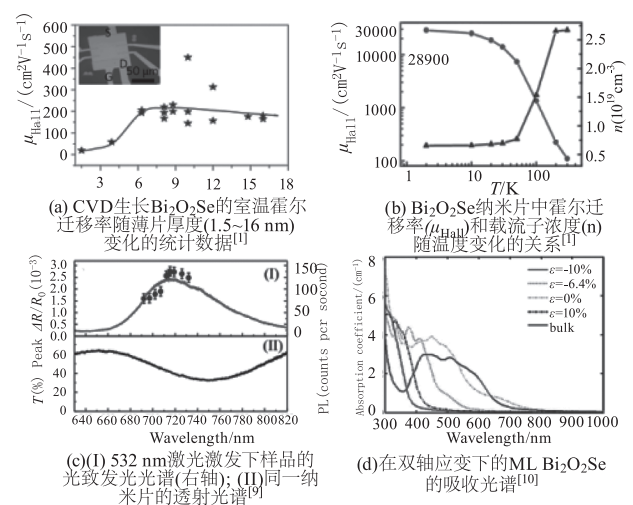 μHall/(cm2V−1S−1)
600
500
400
300
200
100
0
S
D
G
50 μm
3
6
9
12
15
18
(a) CVD生长Bi₂O₂Se的室温霍尔
迁移率随薄片厚度(1.5~16 nm)
变化的统计数据[1]
μHall/(cm2V−1S−1)
30000
10000
1000
100
28900
2.5
2.0
1.5
1.0
0.5
n(10¹⁹ cm⁻³)
1
10
100
T/K
(b) Bi₂O₂Se纳米片中霍尔迁
移率(μHall)和载流子浓度(n)
随温度变化的关系[1]
T(%) Peak ΔR/R₀(10⁻³)
3.0
2.5
2.0
1.5
1.0
0.5
0.0
(I)
150
100
50
0
PL(counts per second)
60
40
20
0
(II)
640 660 680 700 720 740 760 780 800 820
Wavelength/nm
(c)(I) 532 nm激光激发下样品的
光致发光光谱(右轴); (II)同一纳
米片的透射光谱[9]
Absorption coefficient/(cm⁻¹)
8
6
4
2
0
ε=-10%
ε=-6.4%
ε=0%
ε=10%
bulk
300 400 500 600 700 800 900 1000
Wavelength/nm
(d)在双轴应变下的ML Bi₂O₂Se
的吸收光谱[10]